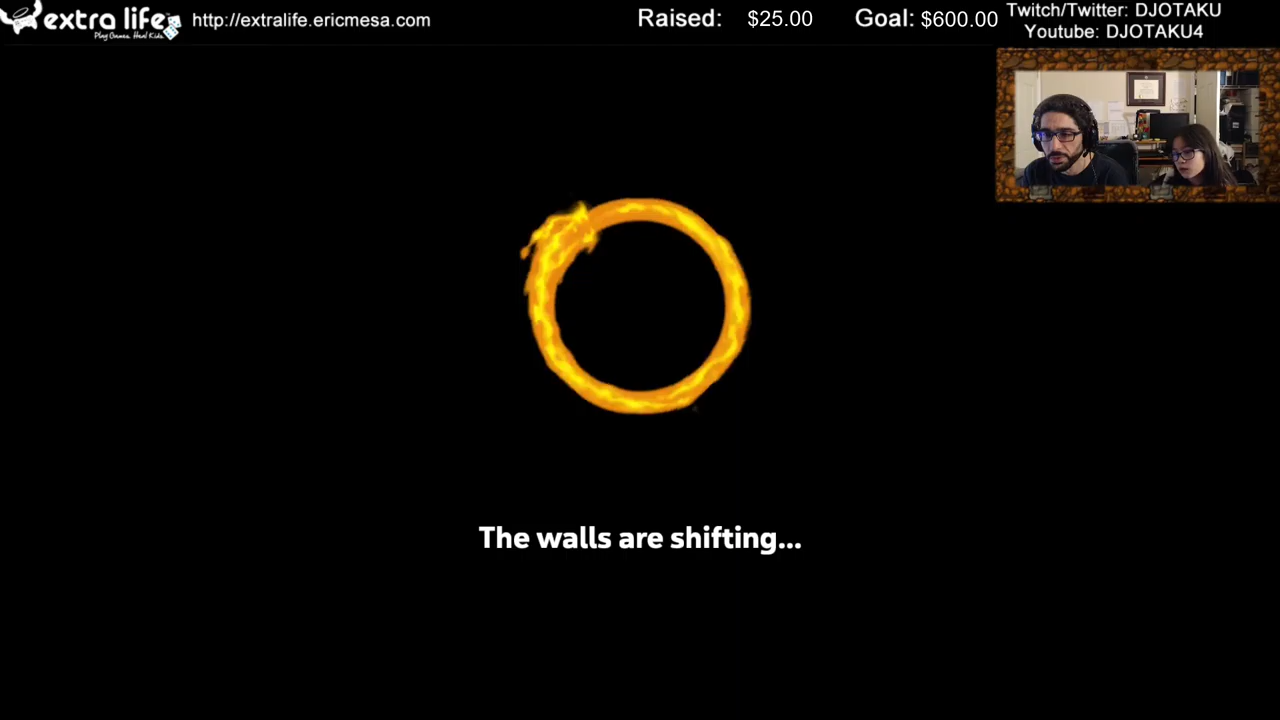 extra life
Play Games. Heal Kids.
http://extralife.ericmesa.com
Raised: $25.00 Goal: $600.00
Twitch/Twitter: DJOTAKU
Youtube: DJOTAKU4
The walls are shifting...